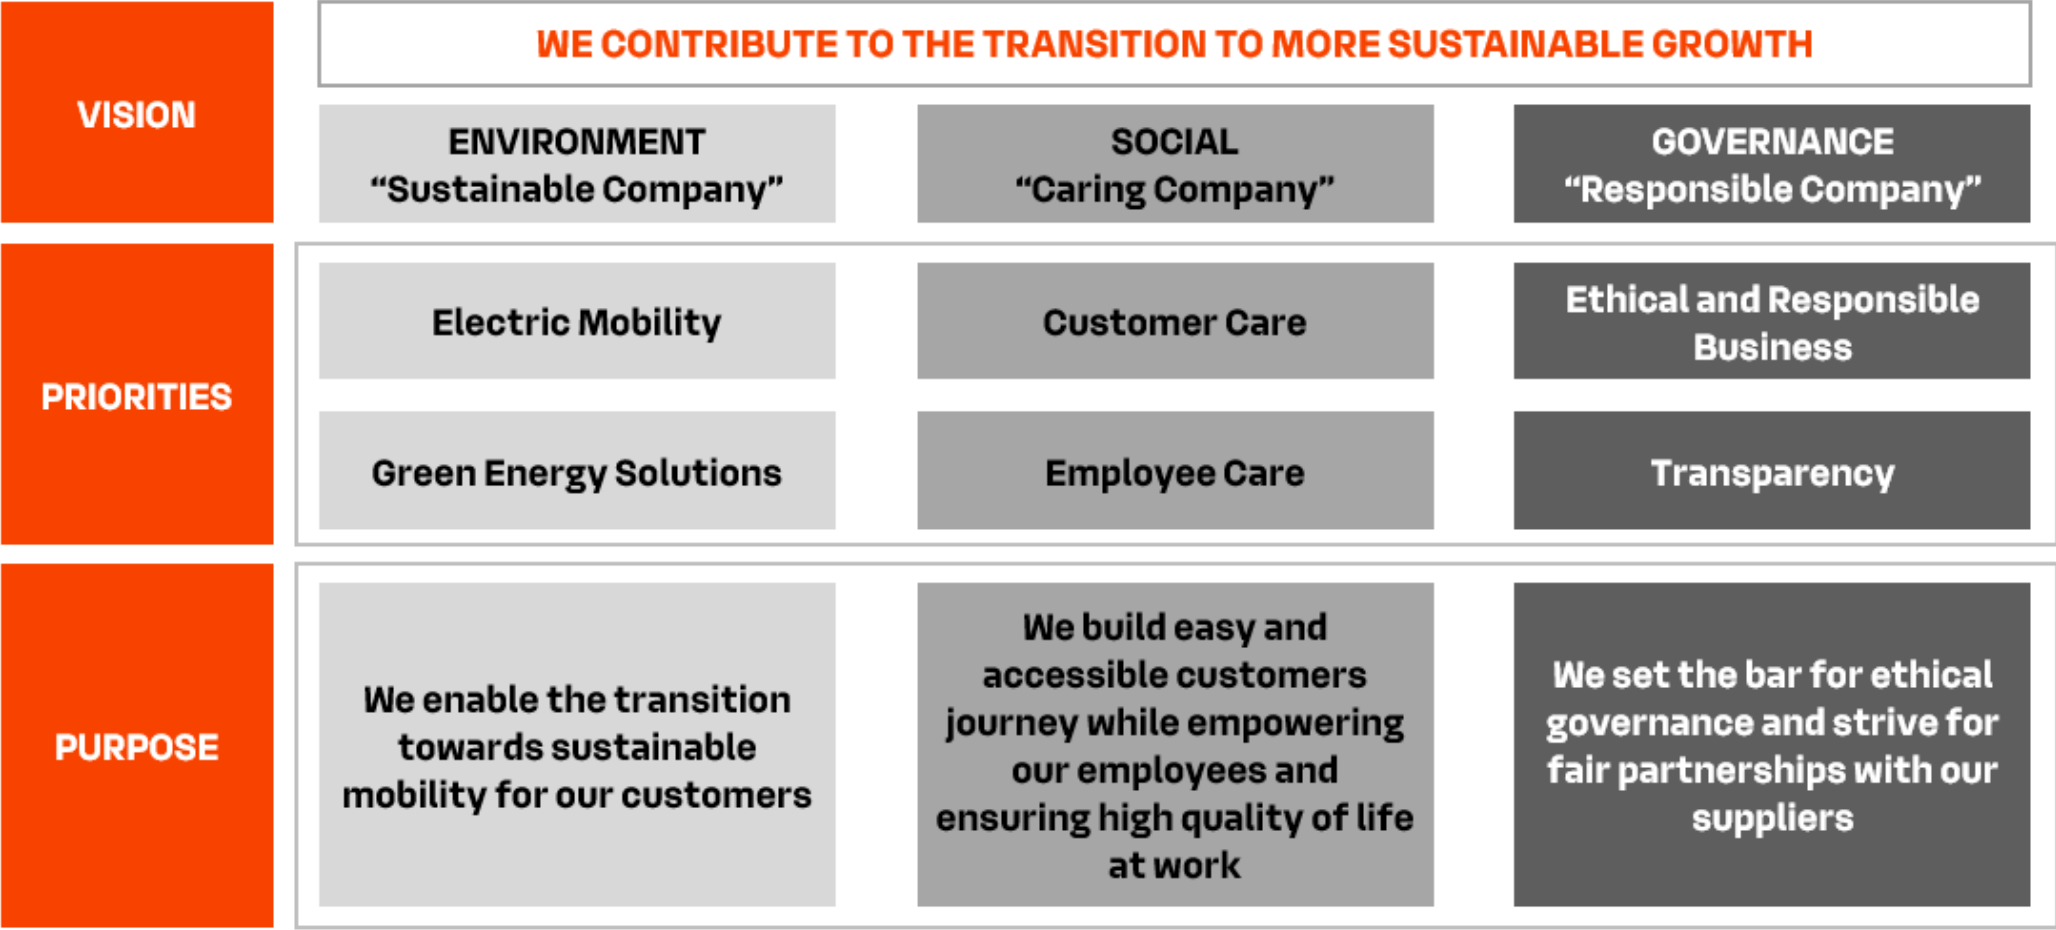 VISION
WE CONTRIBUTE TO THE TRANSITION TO MORE SUSTAINABLE GROWTH
ENVIRONMENT
“Sustainable Company”
SOCIAL
“Caring Company”
GOVERNANCE
“Responsible Company”
PRIORITIES
Electric Mobility
Customer Care
Ethical and Responsible
Business
Green Energy Solutions
Employee Care
Transparency
PURPOSE
We enable the transition
towards sustainable
mobility for our customers
We build easy and
accessible customers
journey while empowering
our employees and
ensuring high quality of life
at work
We set the bar for ethical
governance and strive for
fair partnerships with our
suppliers